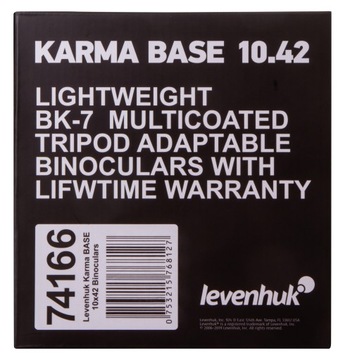 KARMA BASE 10.42
LIGHTWEIGHT
BK-7 MULTICOATED
TRIPOD ADAPTABLE
BINOCULARS WITH
LIFWTIME WARRANTY
74166
Levenhuk Karma BASE
10x42 Binoculars
0753215768127
levenhuk